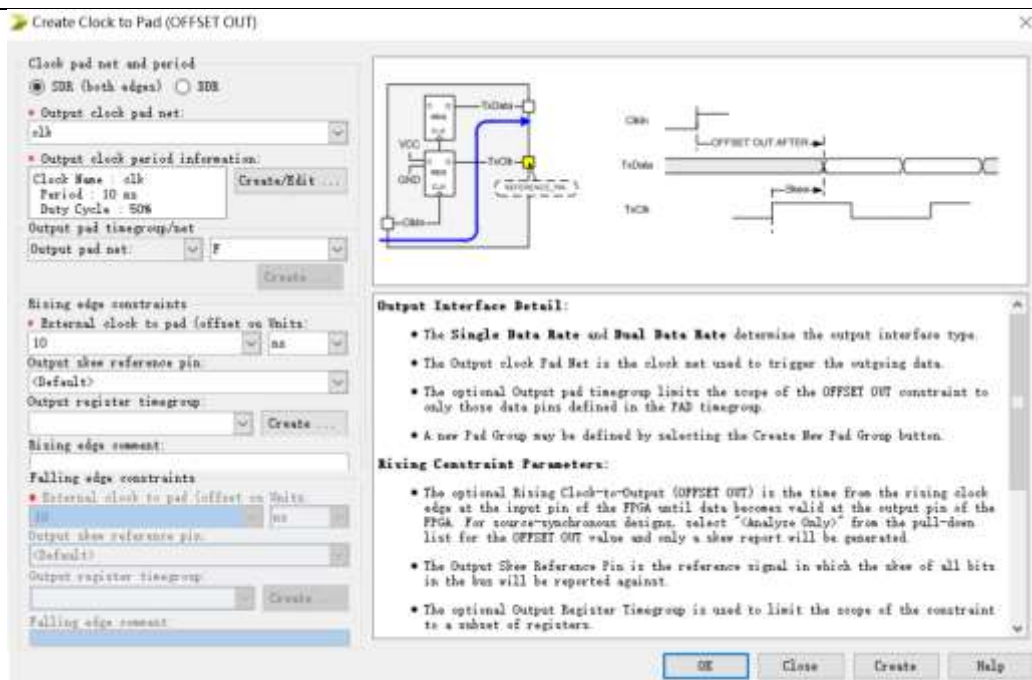 Create Clock to Pad (OFFSET OUT)
Clock pad net and period
SDR (both edges) DDR
* Output clock pad net:
clk
* Output clock period information:
Clock Name : clk
Period : 10 ns
Duty Cycle : 50%
Create/Edit ...
Output pad timegroup/net
Output pad net:
F
Create ...
Rising edge constraints
* External clock to pad (offset ou Units:
10
ns
Output skew reference pin:
<Default>
Output register timegroup:
Create ...
Rising edge comment:
Falling edge constraints
* External clock to pad (offset ou Units:
10
ns
Output skew reference pin:
<Default>
Output register timegroup:
Create ...
Falling edge comment:
TxData
VCC
GND
TxClk
REFERENCE_PIN
ClkIn
ClkIn
OFFSET OUT AFTER
TxData
Skew
TxClk
Output Interface Detail:
• The Single Data Rate and Dual Data Rate determine the output interface type.
• The Output clock Pad Net is the clock net used to trigger the outgoing data.
• The optional Output pad timegroup limits the scope of the OFFSET OUT constraint to
only those data pins defined in the PAD timegroup.
• A new Pad Group may be defined by selecting the Create New Pad Group button.
Rising Constraint Parameters:
• The optional Rising Clock-to-Output (OFFSET OUT) is the time from the rising clock
edge at the input pin of the FPGA until data becomes valid at the output pin of the
FPGA. For source-synchronous designs, select "<Analyze Only>" from the pull-down
list for the OFFSET OUT value and only a skew report will be generated.
• The Output Skew Reference Pin is the reference signal in which the skew of all bits
in the bus will be reported against.
• The optional Output Register Timegroup is used to limit the scope of the constraint
to a subset of registers.
OK Close Create Help